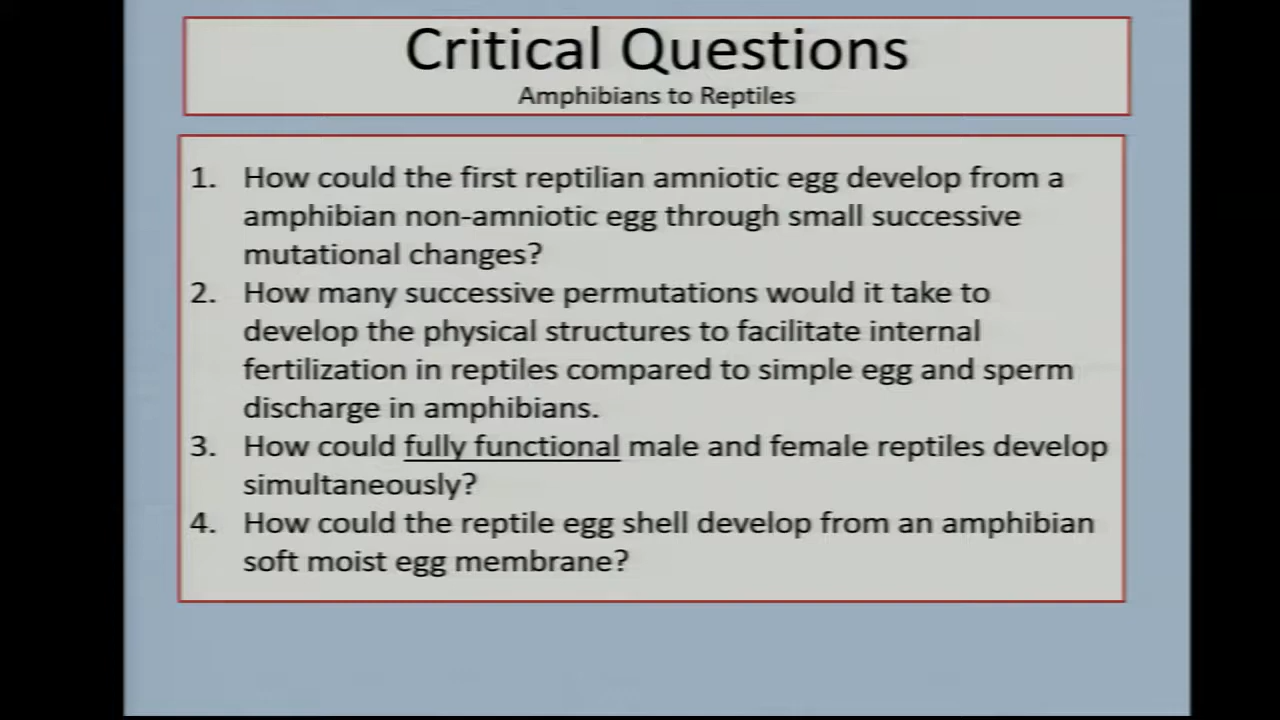 Critical Questions
Amphibians to Reptiles
1. How could the first reptilian amniotic egg develop from a
amphibian non-amniotic egg through small successive
mutational changes?
2. How many successive permutations would it take to
develop the physical structures to facilitate internal
fertilization in reptiles compared to simple egg and sperm
discharge in amphibians.
3. How could fully functional male and female reptiles develop
simultaneously?
4. How could the reptile egg shell develop from an amphibian
soft moist egg membrane?